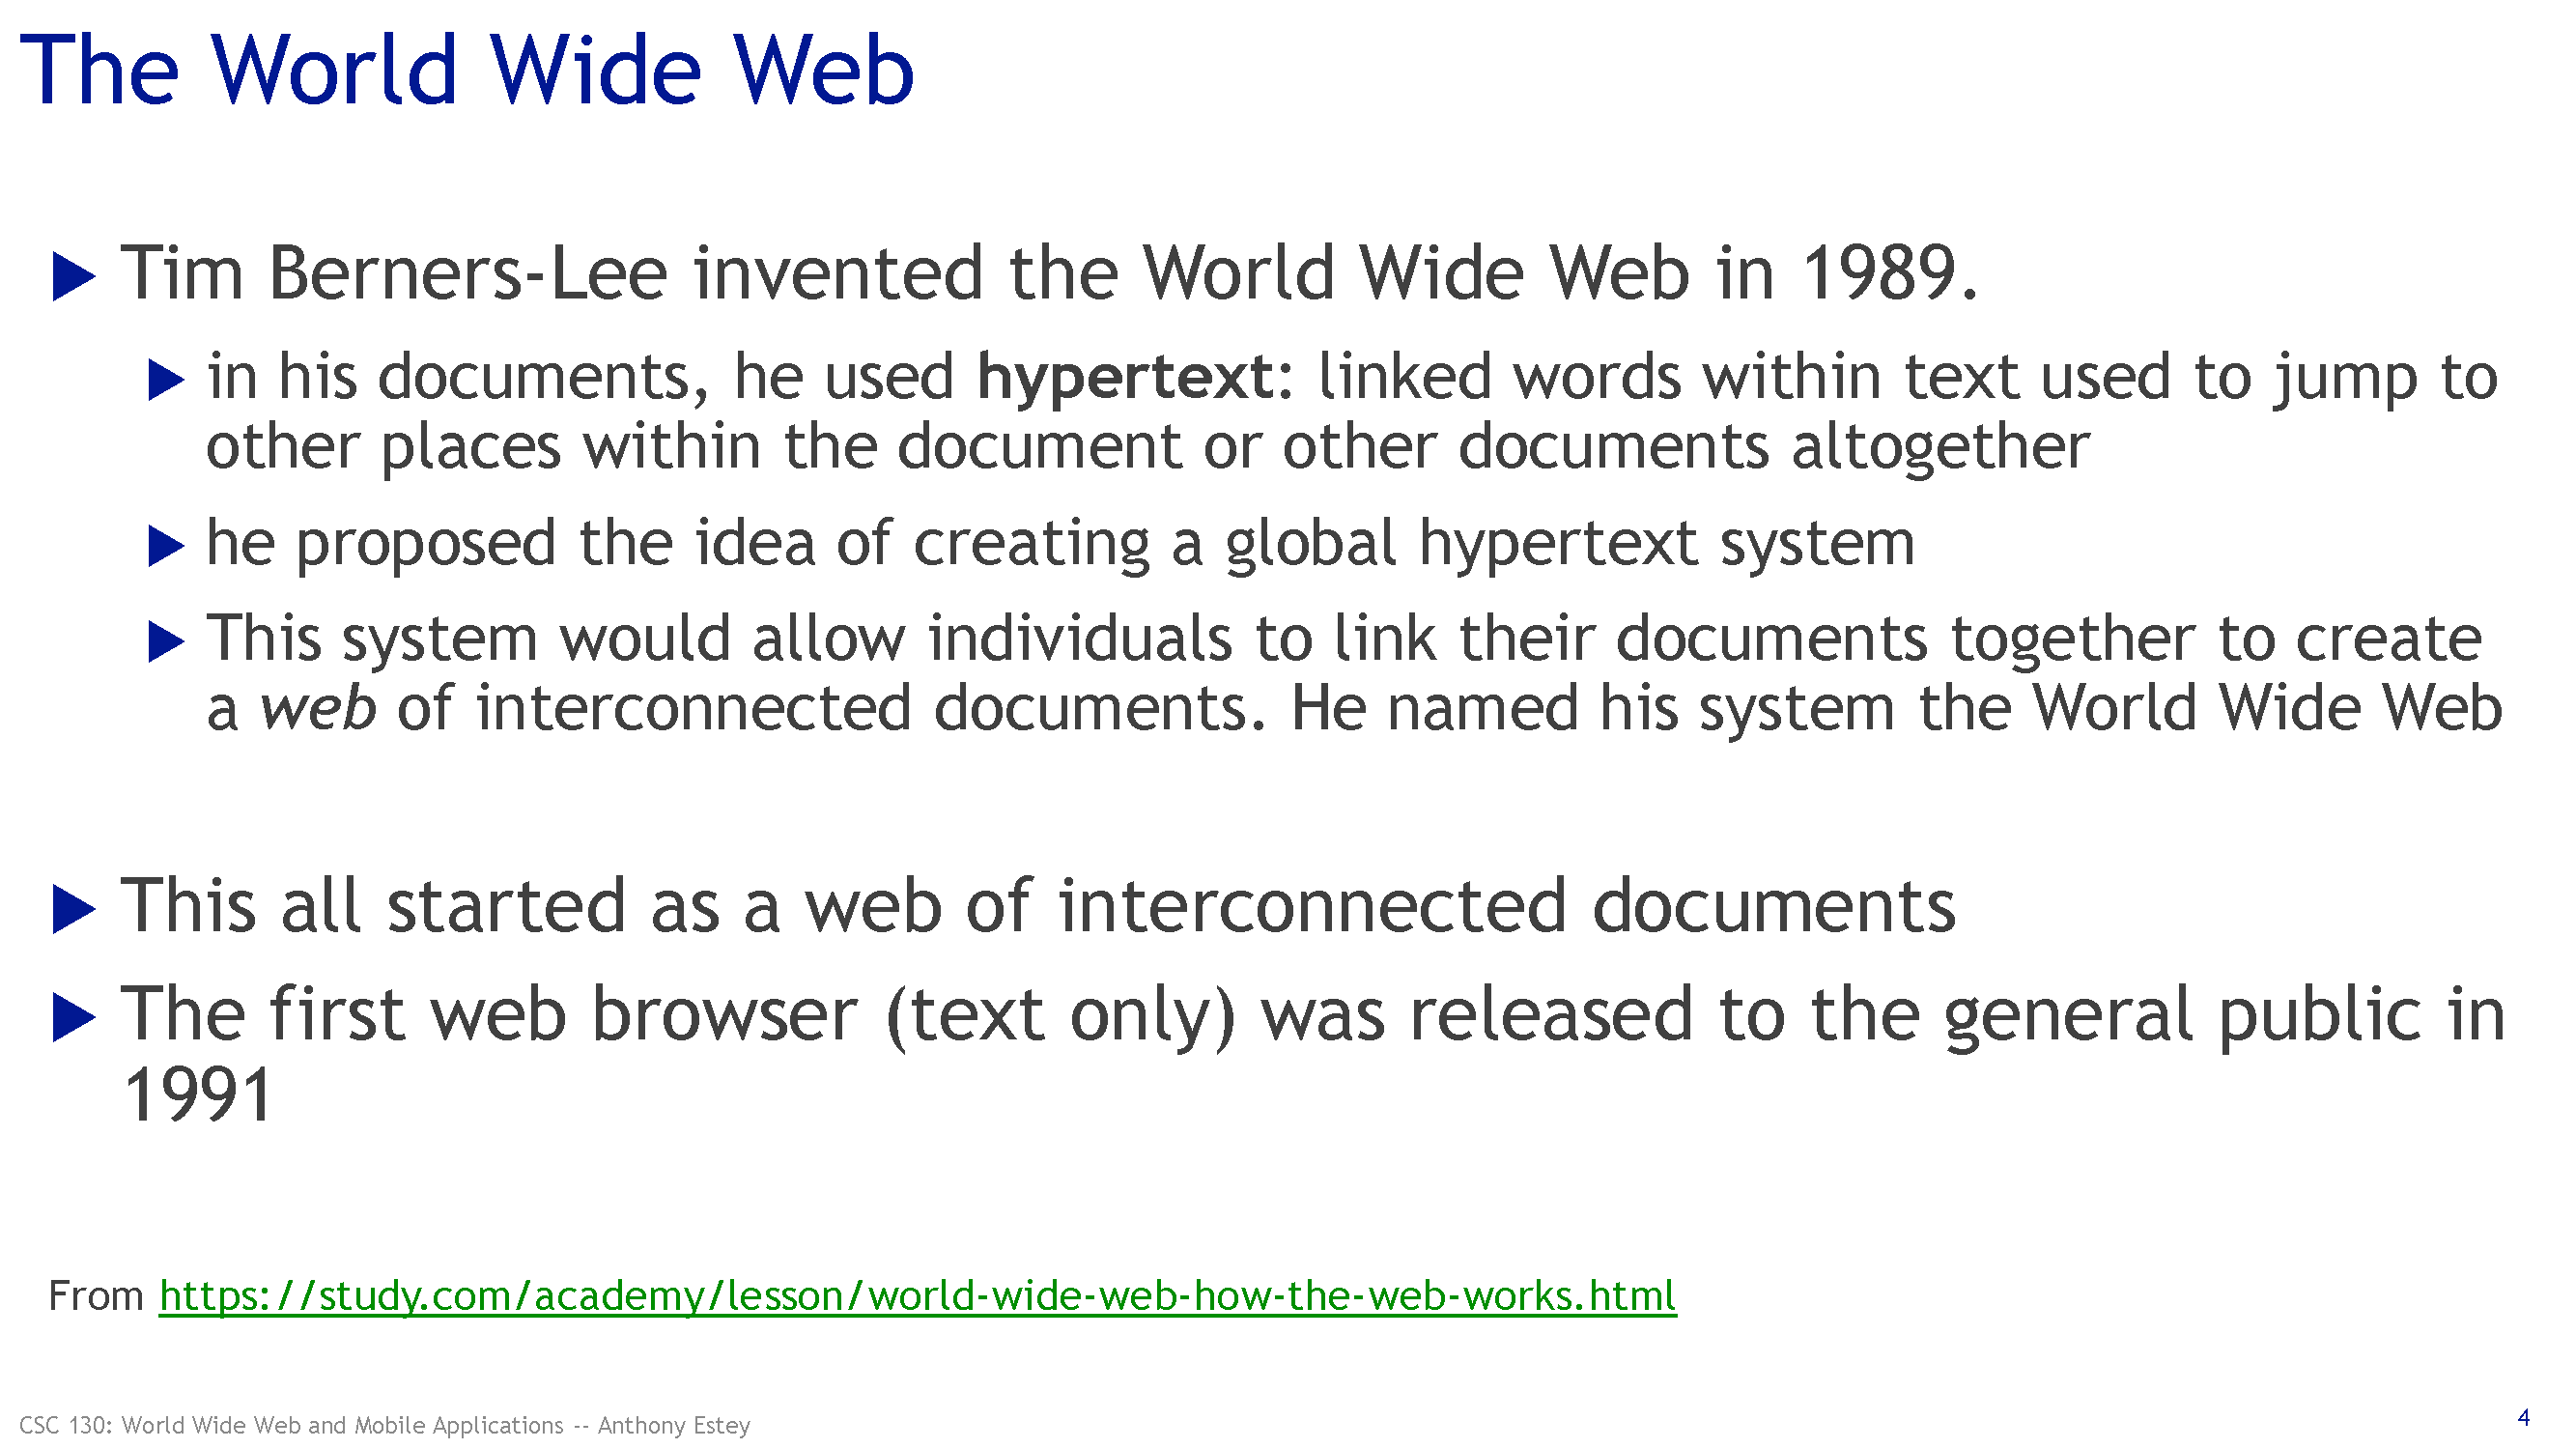 The World Wide Web
Tim Berners-Lee invented the World Wide Web in 1989.
in his documents, he used hypertext: linked words within text used to jump to
other places within the document or other documents altogether
he proposed the idea of creating a global hypertext system
This system would allow individuals to link their documents together to create
a web of interconnected documents. He named his system the World Wide Web
This all started as a web of interconnected documents
The first web browser (text only) was released to the general public in
1991
From https://study.com/academy/lesson/world-wide-web-how-the-web-works.html
CSC 130: World Wide Web and Mobile Applications -- Anthony Estey
4